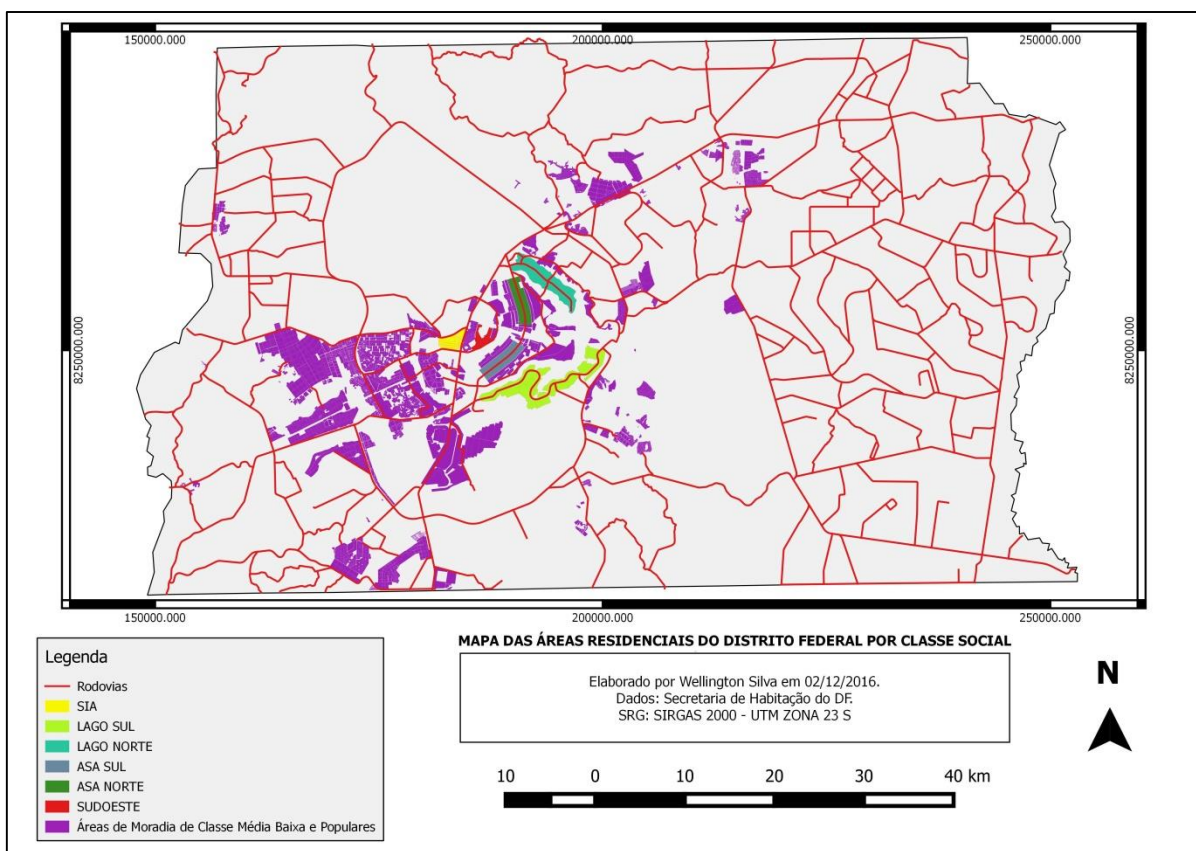 150000.000
200000.000
250000.000
8250000.000
8250000.000
150000.000
200000.000
250000.000
MAPA DAS ÁREAS RESIDENCIAIS DO DISTRITO FEDERAL POR CLASSE SOCIAL
Elaborado por Wellington Silva em 02/12/2016.
Dados: Secretaria de Habitação do DF.
SRG: SIRGAS 2000 - UTM ZONA 23 S
N
10 0 10 20 30 40 km
Legenda
Rodovias
SIA
LAGO SUL
LAGO NORTE
ASA SUL
ASA NORTE
SUDOESTE
Áreas de Moradia de Classe Média Baixa e Populares